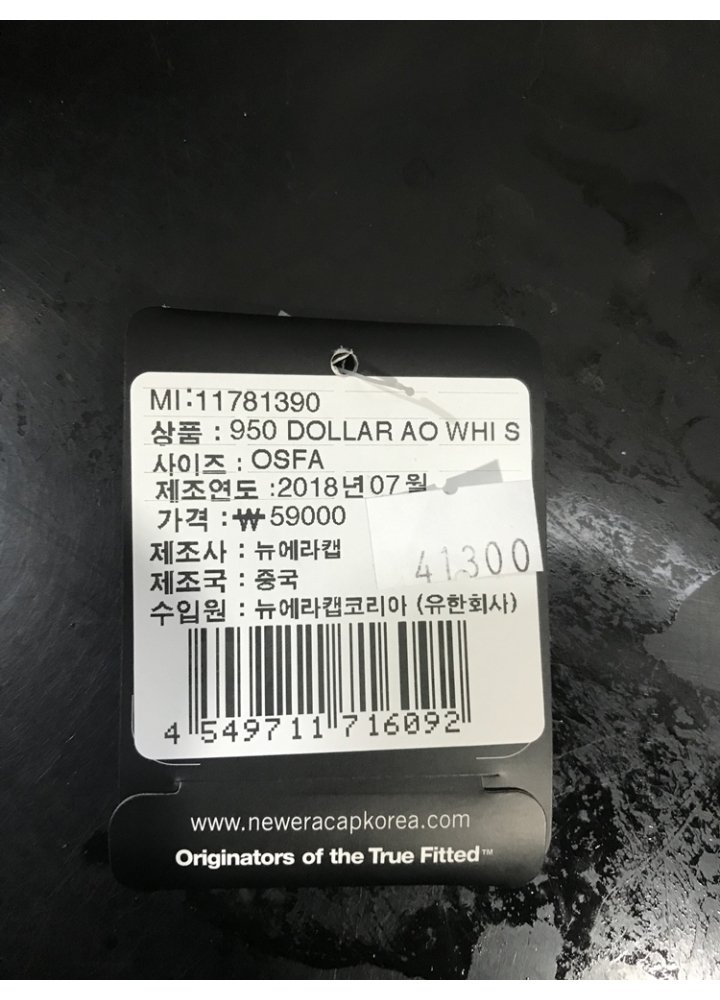 MI:11781390
상품 : 950 DOLLAR AO WHI S
사이즈 : OSFA
제조연도 :2018년07월
가격 :₩59000
41300
제조사 : 뉴에라캡
제조국 : 중국
수입원 : 뉴에라캡코리아 (유한회사)
4 549711 716092
www.neweracapkorea.com
Originators of the True Fitted™